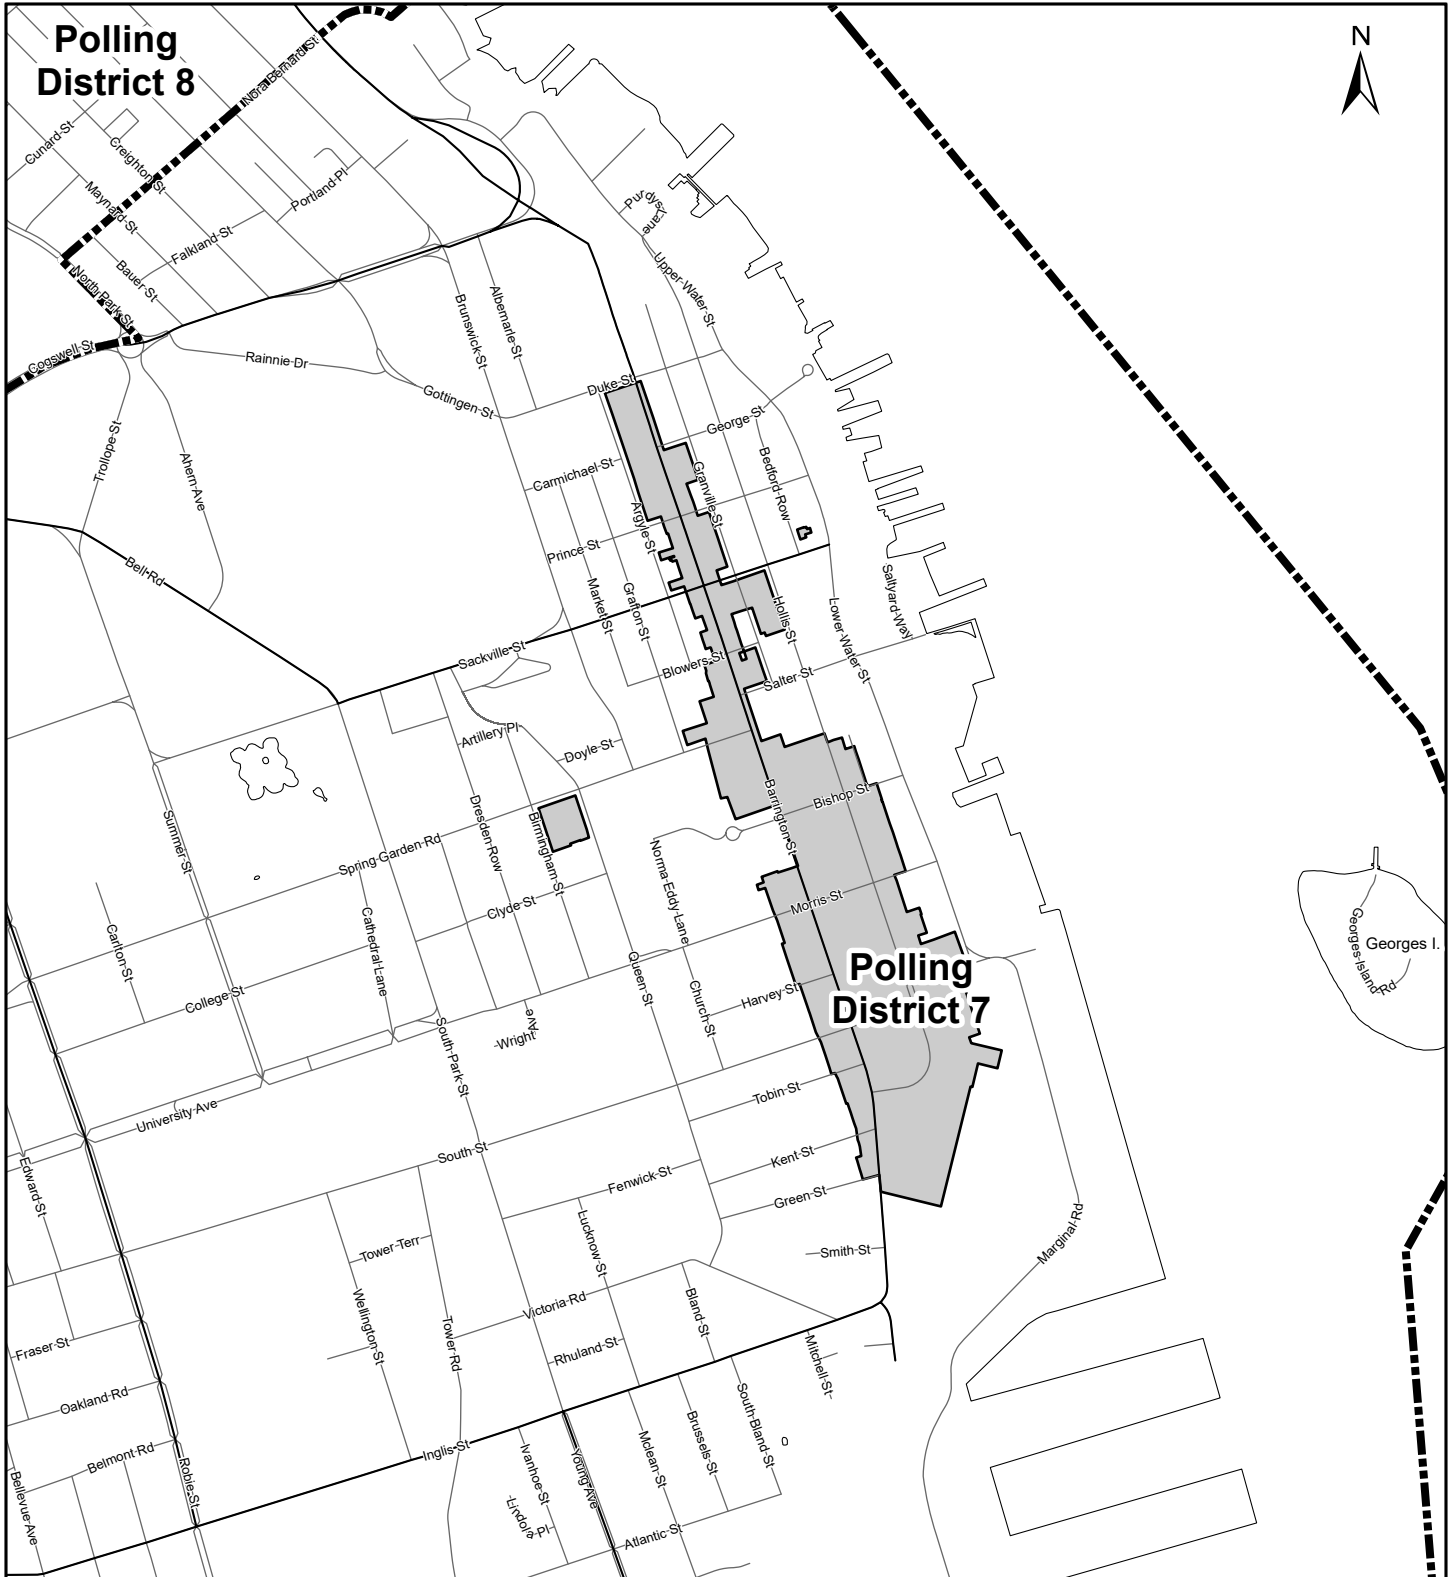 Polling
District 8
N
Nora Bernard St
Cunard St
Creighton St
Maynard St
Portland Pl
Purdys Lane
Falkland St
Bauer St
North Park St
Upper Water St
Cogswell St
Rainnie Dr
Brunswick St
Albemarle St
Gottingen St
Duke St
George St
Trollope St
Ahern Ave
Carmichael St
Granville St
Bedford Row
Argyle St
Prince St
Bell Rd
Market St
Grafton St
Hollis St
Lower Water St
Saltyard Way
Sackville St
Blowers St
Salter St
Artillery Pl
Doyle St
Summer St
Dresden Row
Birmingham St
Spring Garden Rd
Barrington St
Bishop St
Norma Eddy Lane
Clyde St
Morris St
Cathedral Lane
Carlton St
College St
Queen St
Church St
Harvey St
Polling
District 7
Georges I.
Georges Island Rd
Wright Ave
South Park St
University Ave
Tobin St
South St
Kent St
Fenwick St
Green St
Edward St
Lucknow St
Tower Terr
Smith St
Marginal Rd
Wellington St
Tower Rd
Victoria Rd
Bland St
Rhuland St
Mitchell St
Fraser St
Oakland Rd
Belmont Rd
Bellevue Ave
Robie St
Inglis St
Ivanhoe St
Lindola Pl
Young Ave
Mclean St
Brussels St
South Bland St
Atlantic St